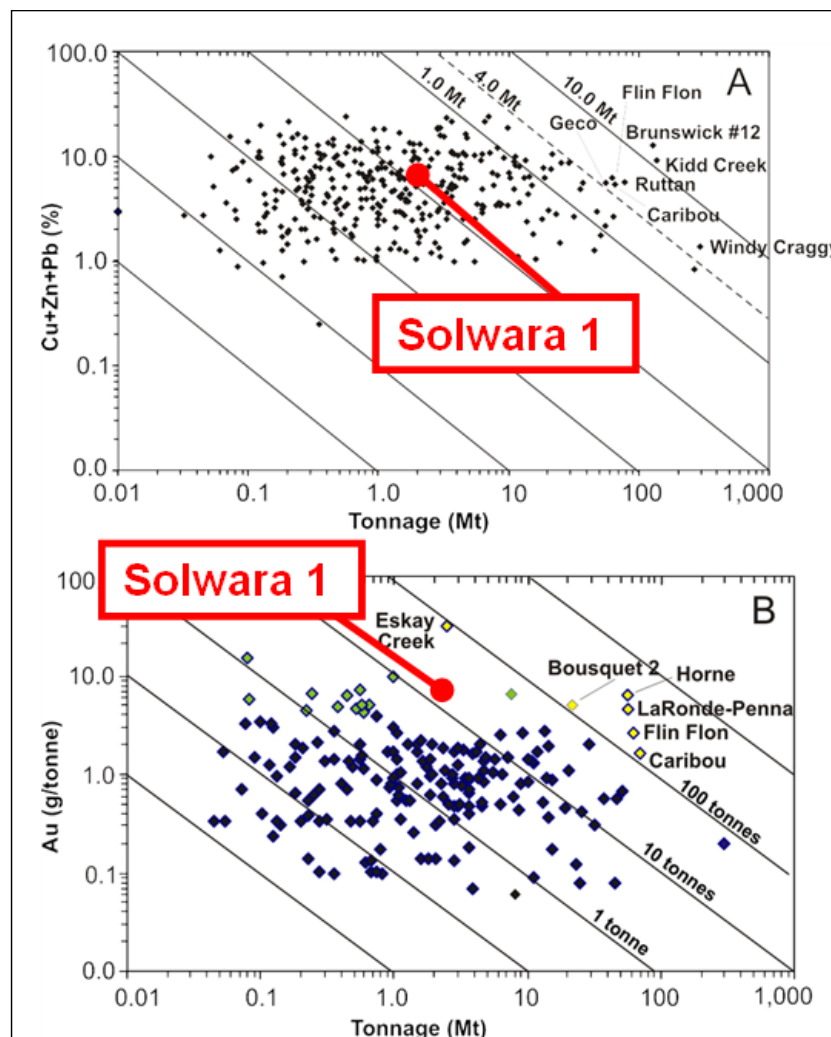 100.0
A
1.0 Mt
4.0 Mt
10.0 Mt
Flin Flon
Geco
Brunswick #12
10.0
Kidd Creek
Ruttan
Caribou
Windy Craggy
1.0
Solwara 1
0.1
0.0
Cu+Zn+Pb (%)
0.01
0.1
1.0
10
100
1,000
Tonnage (Mt)
Solwara 1
100
B
Eskay
Creek
Bousquet 2
Horne
10.0
LaRonde-Penna
Flin Flon
Caribou
1.0
100 tonnes
10 tonnes
1 tonne
0.1
0.0
Au (g/tonne)
0.01
0.1
1.0
10
100
1,000
Tonnage (Mt)